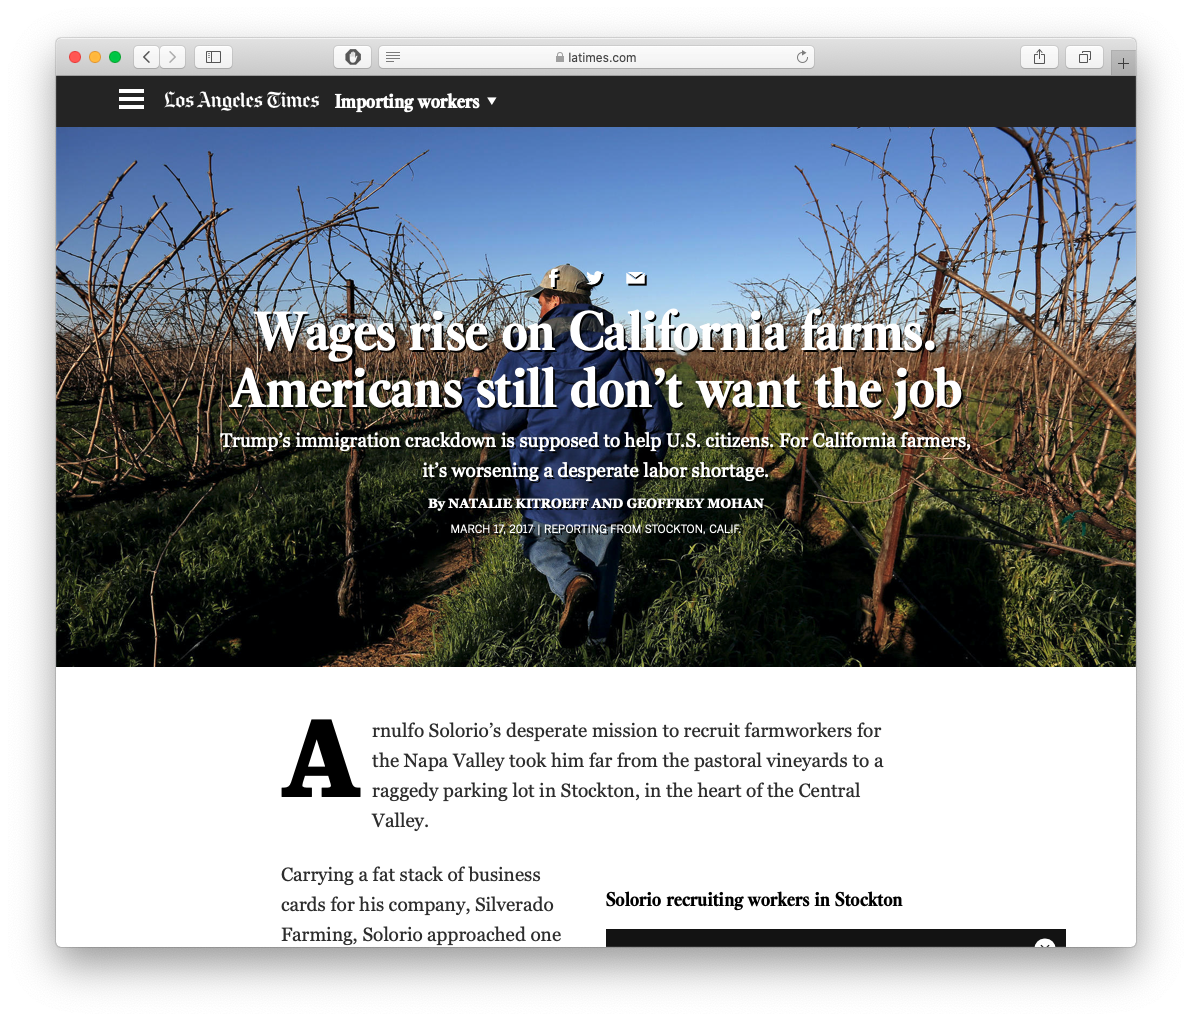 latimes.com
Los Angeles Times Importing workers
Wages rise on California farms.
Americans still don't want the job
Trump's immigration crackdown is supposed to help U.S. citizens. For California farmers,
it's worsening a desperate labor shortage.
By NATALIE KITROEFF AND GEOFFREY MOHAN
MARCH 17, 2017 | REPORTING FROM STOCKTON, CALIF.
Arnulfo Solorio's desperate mission to recruit farmworkers for
the Napa Valley took him far from the pastoral vineyards to a
raggedy parking lot in Stockton, in the heart of the Central
Valley.
Carrying a fat stack of business
cards for his company, Silverado
Farming, Solorio approached one
Solorio recruiting workers in Stockton